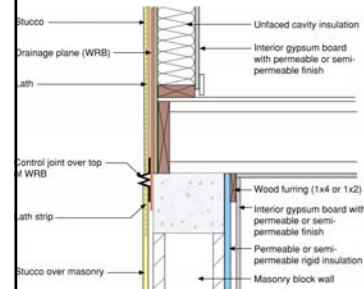 Stucco
Drainage plane (WRB)
Lath
Control joint over top
of WRB
Lath strip
Stucco over masonry
Unfaced cavity insulation
Interior gypsum board
with permeable or semi-
permeable finish
Wood furring (1x4 or 1x2)
Interior gypsum board with
permeable or semi-
permeable finish
Permeable or semi-
permeable rigid insulation
Masonry block wall